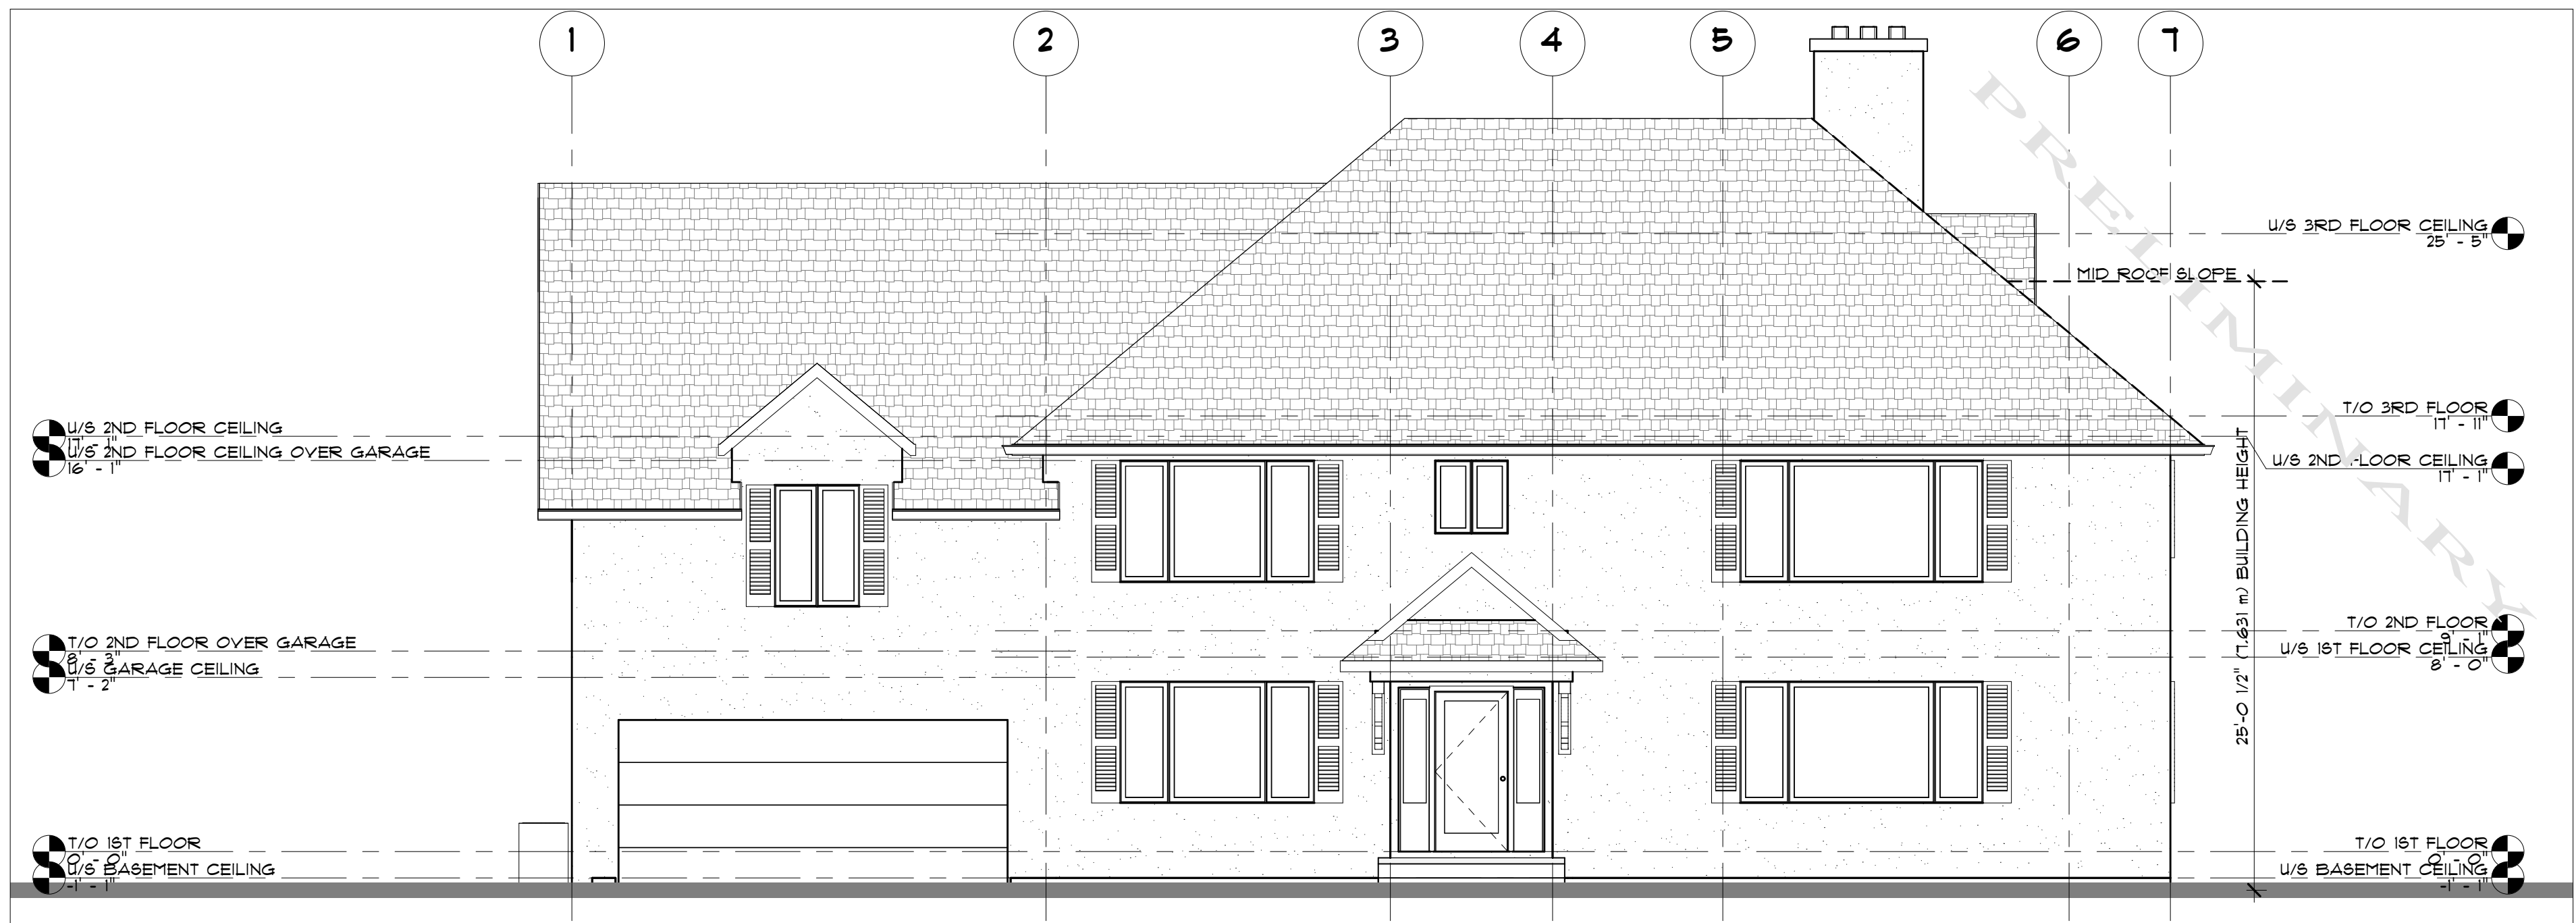 1 2 3 4 5 6 7
PRELIMINARY
U/S 3RD FLOOR CEILING
25' - 5"
MID ROOF SLOPE
T/O 3RD FLOOR
17' - 11"
U/S 2ND FLOOR CEILING
17' - 1"
U/S 2ND FLOOR CEILING OVER GARAGE
16' - 1"
U/S 2ND FLOOR CEILING
17' - 1"
25'-0 1/2" (7.631 m) BUILDING HEIGHT
T/O 2ND FLOOR OVER GARAGE
8' - 3"
U/S GARAGE CEILING
7' - 2"
T/O 2ND FLOOR
9' - 1"
U/S 1ST FLOOR CEILING
8' - 0"
T/O 1ST FLOOR
0' - 0"
U/S BASEMENT CEILING
-1' - 1"
T/O 1ST FLOOR
0' - 0"
U/S BASEMENT CEILING
-1' - 1"